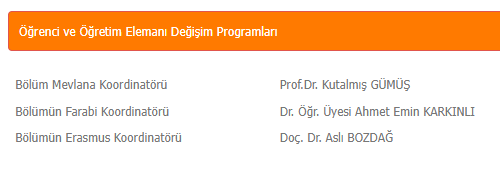 Öğrenci ve Öğretim Elemanı Değişim Programları
Bölüm Mevlana Koordinatörü Prof.Dr. Kutalmış GÜMÜŞ
Bölümün Farabi Koordinatörü Dr. Öğr. Üyesi Ahmet Emin KARKINLI
Bölümün Erasmus Koordinatörü Doç. Dr. Aslı BOZDAĞ